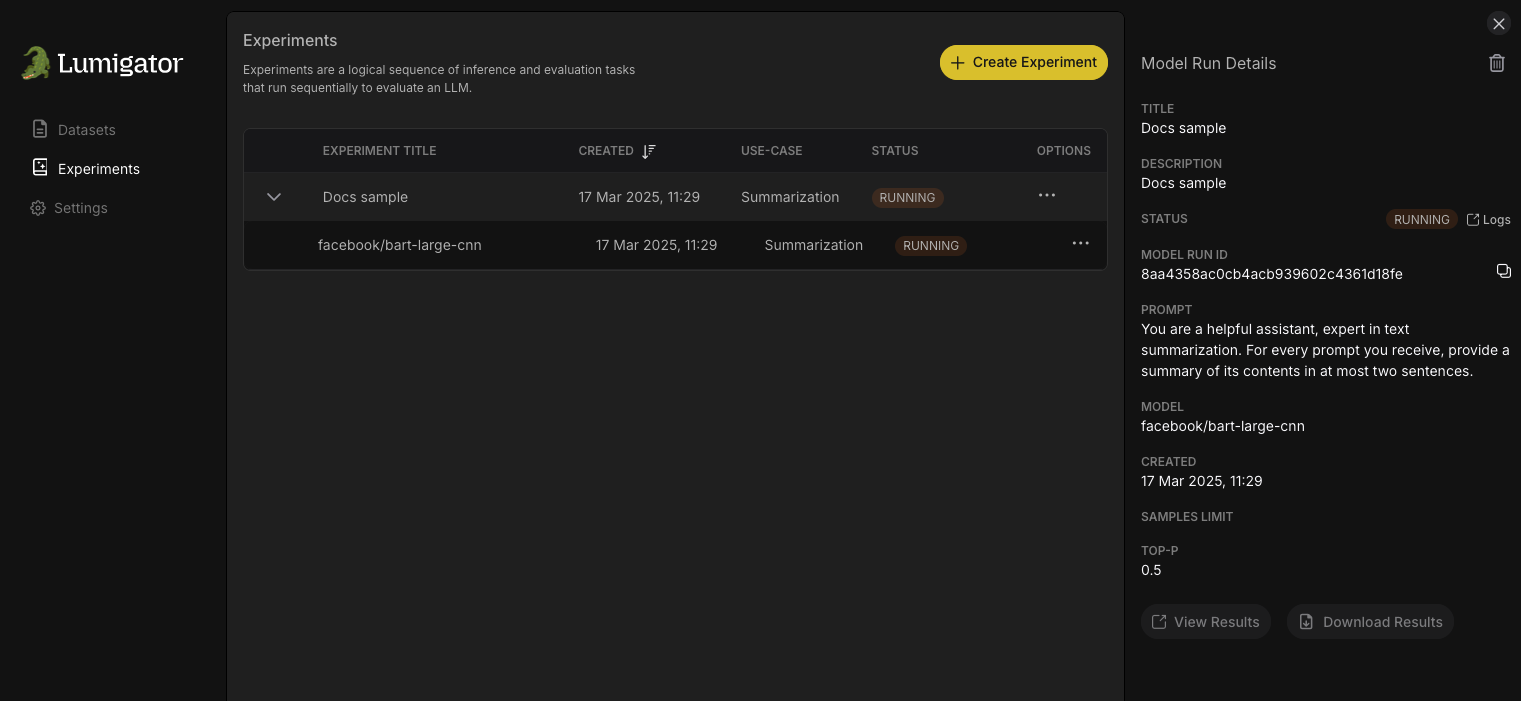 Lumigator
Datasets
Experiments
Settings
Experiments
Experiments are a logical sequence of inference and evaluation tasks
that run sequentially to evaluate an LLM.
Create Experiment
EXPERIMENT TITLE CREATED USE-CASE STATUS OPTIONS
Docs sample 17 Mar 2025, 11:29 Summarization RUNNING
facebook/bart-large-cnn 17 Mar 2025, 11:29 Summarization RUNNING
Model Run Details
TITLE
Docs sample
DESCRIPTION
Docs sample
STATUS RUNNING Logs
MODEL RUN ID
8aa4358ac0cb4acb939602c4361d18fe
PROMPT
You are a helpful assistant, expert in text
summarization. For every prompt you receive, provide a
summary of its contents in at most two sentences.
MODEL
facebook/bart-large-cnn
CREATED
17 Mar 2025, 11:29
SAMPLES LIMIT
TOP-P
0.5
View Results Download Results